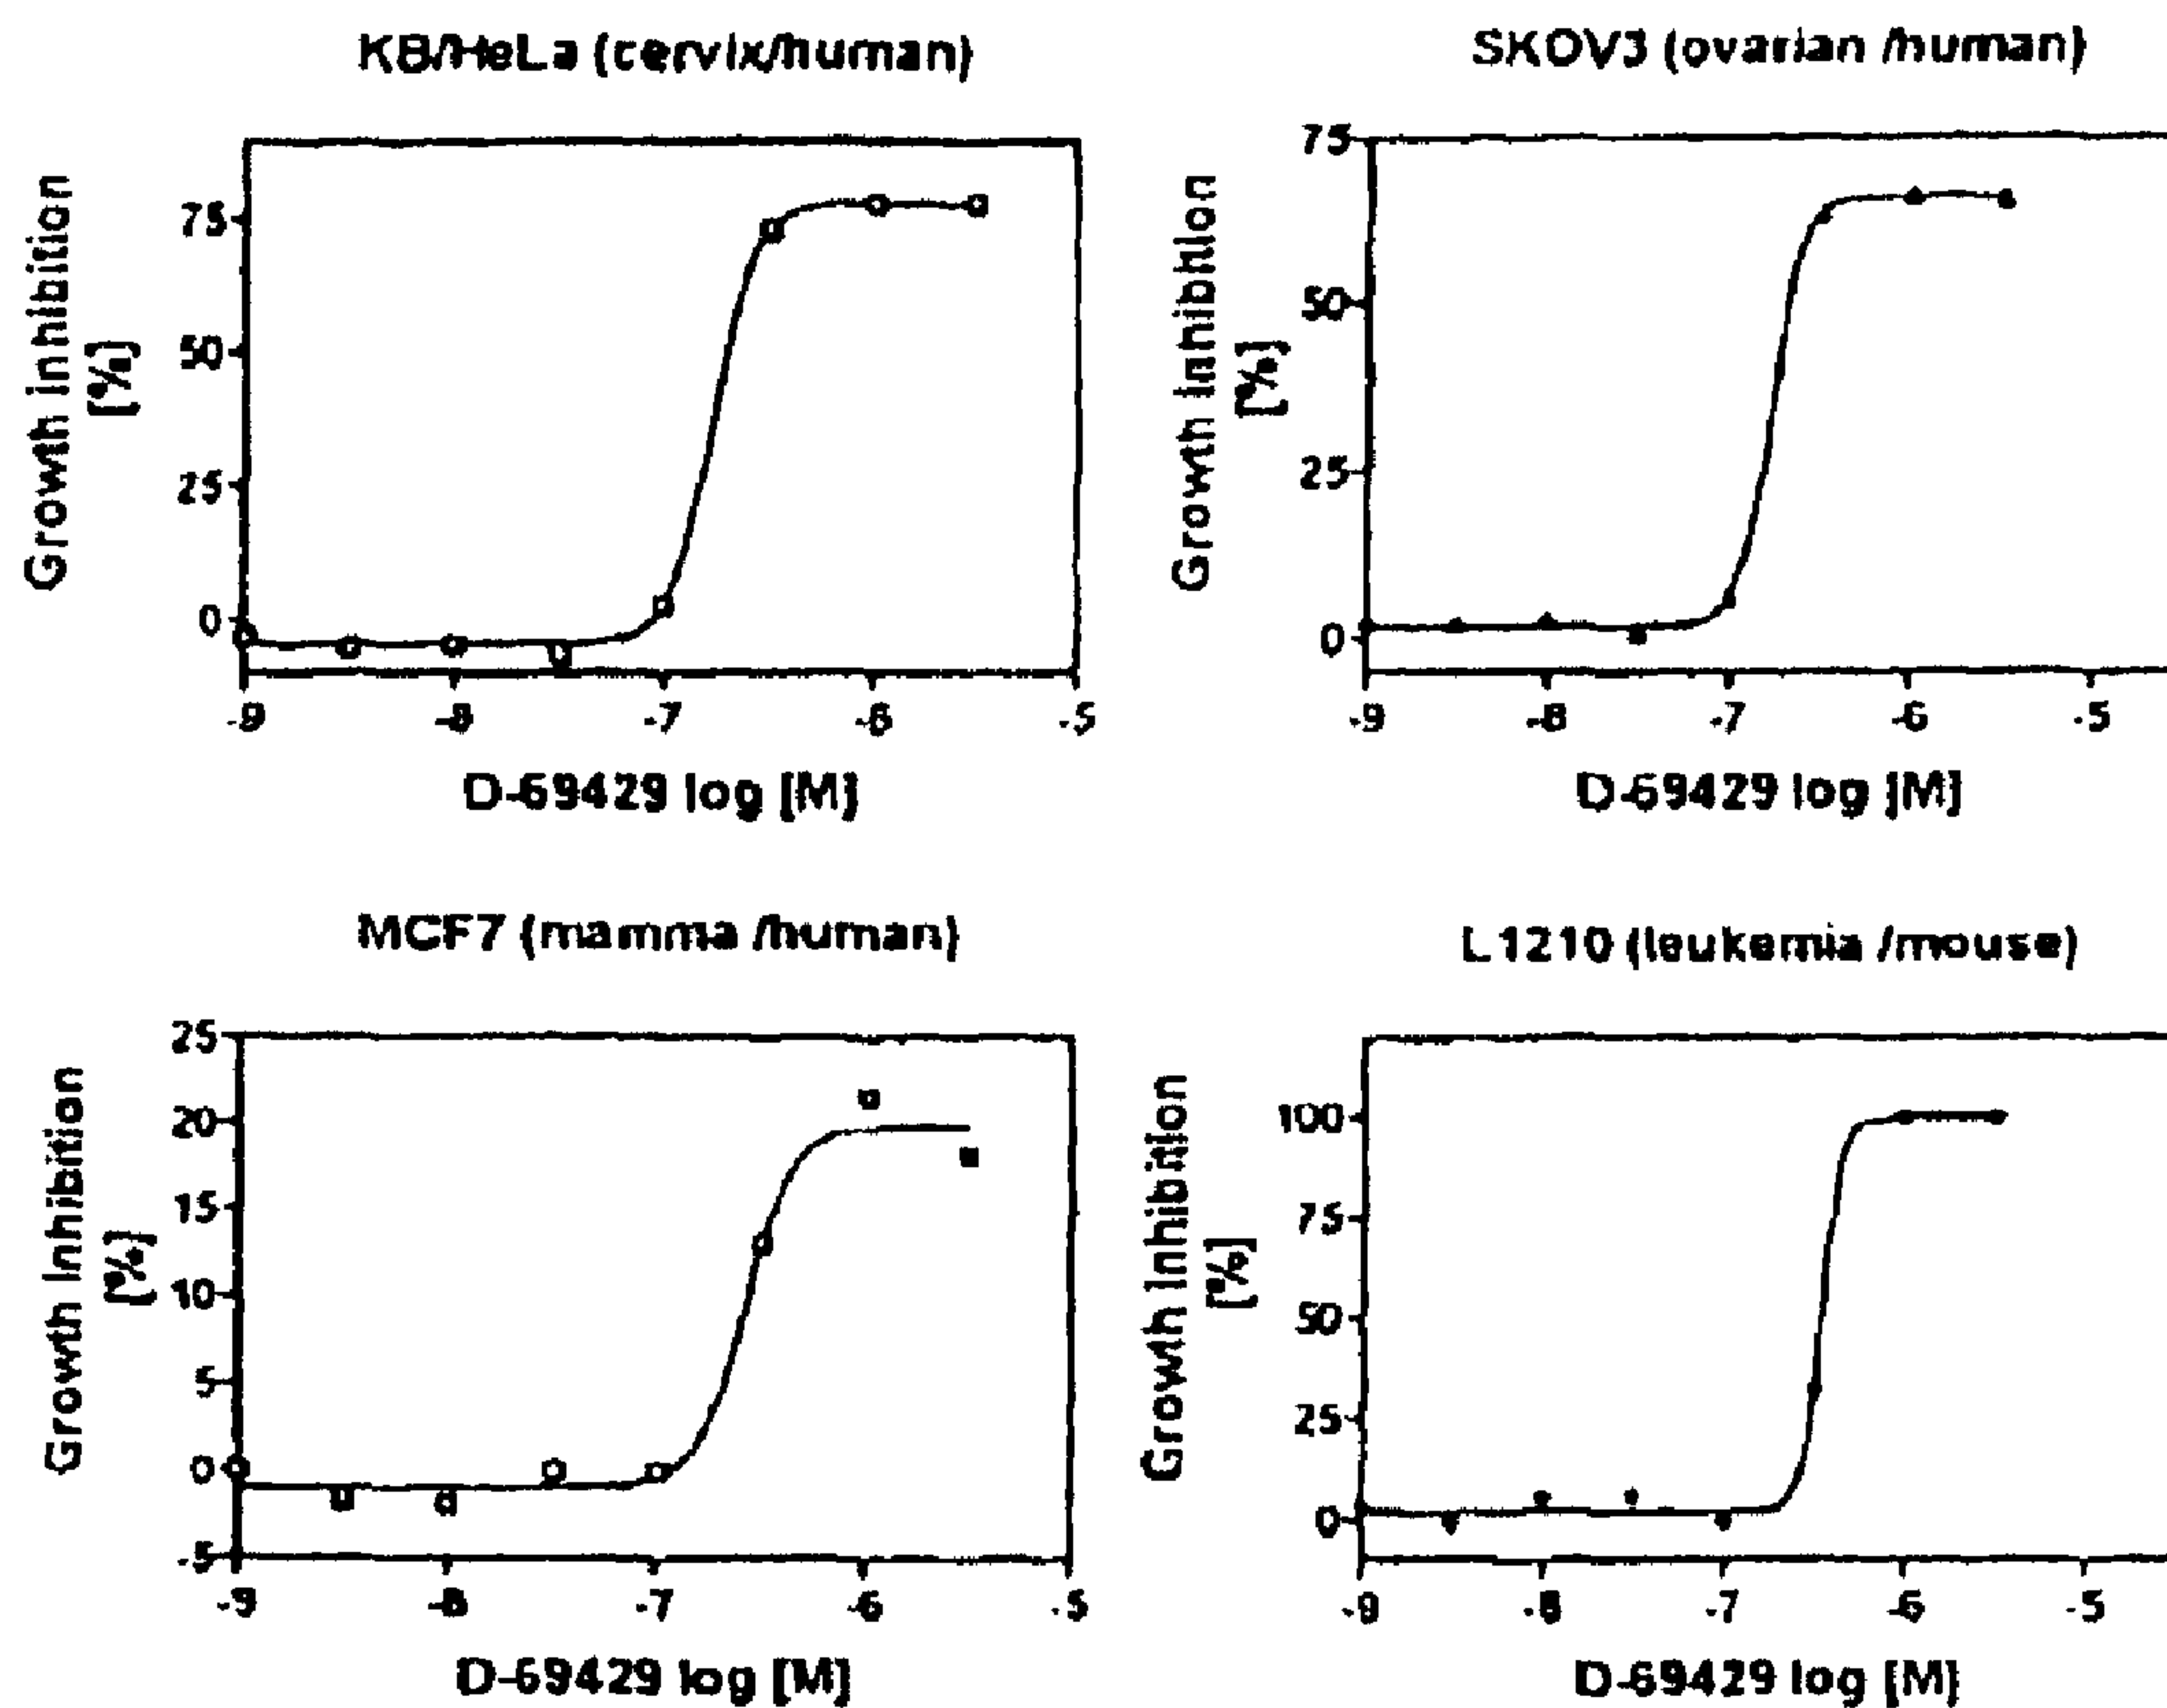 KB/HeLa (cervix/human)
Growth inhibition
[%]
75
50
25
0
-9 -8 -7 -6 -5
D-69429 log [M]
SKOV3 (ovarian /human)
Growth inhibition
[%]
75
50
25
0
-9 -8 -7 -6 -5
D-69429 log [M]
MCF7 (mamma /human)
Growth Inhibition
[%]
25
20
15
10
5
0
-5
-9 -8 -7 -6 -5
D-69429 log [M]
L1210 (leukemia /mouse)
Growth Inhibition
[%]
100
75
50
25
0
-9 -8 -7 -6 -5
D-69429 log [M]